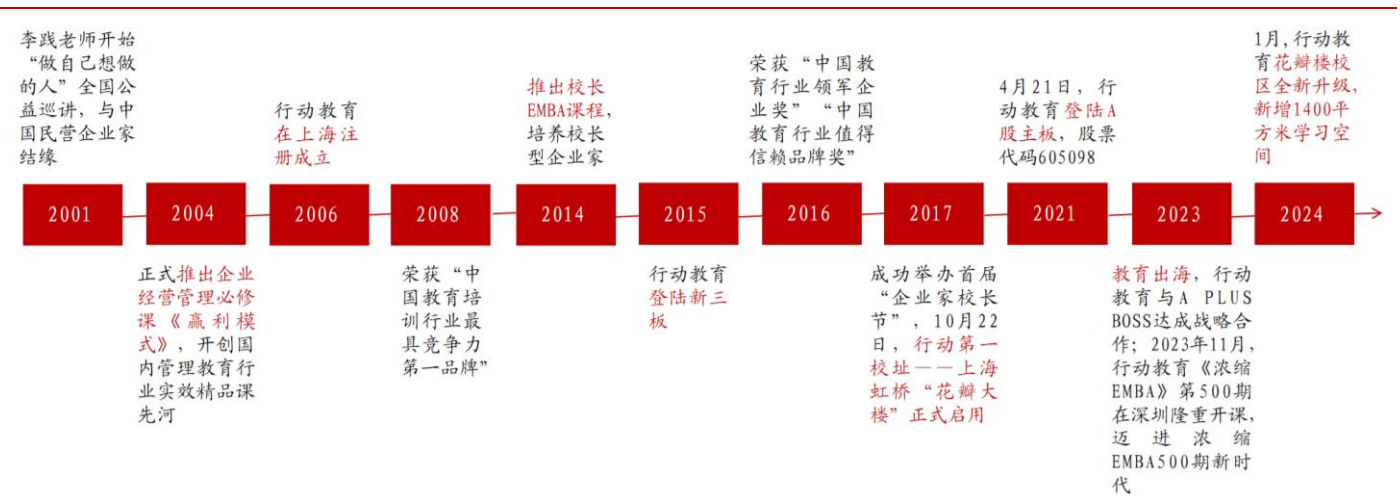 李践老师开始
“做自己想做
的人”全国公
益巡讲，与中
国民营企业家
结缘
2001
正式推出企业
经营管理必修
课《赢利模
式》，开创国
内管理教育行
业实效精品课
先河
2004
行动教育
在上海注
册成立
2006
荣获“中
国教育培
训行业最
具竞争力
第一品牌”
2008
推出校长
EMBA课程，
培养校长
型企业家
2014
行动教育
登陆新三
板
2015
荣获“中国教
育行业领军企
业奖”“中国
教育行业值得
信赖品牌奖”
2016
成功举办首届
“企业家校长
节”，10月22
日，行动第一
校址——上海
虹桥“花瓣大
楼”正式启用
2017
4月21日，行
动教育登陆A
股主板，股票
代码605098
2021
教育出海，行动
教育与A PLUS
BOSS达成战略合
作；2023年11月，
行动教育《浓缩
EMBA》第500期
在深圳隆重开课，
迈进浓缩
EMBA500期新时
代
2023
1月,行动教
育花瓣楼校
区全新升级，
新增1400平
方米学习空
间
2024